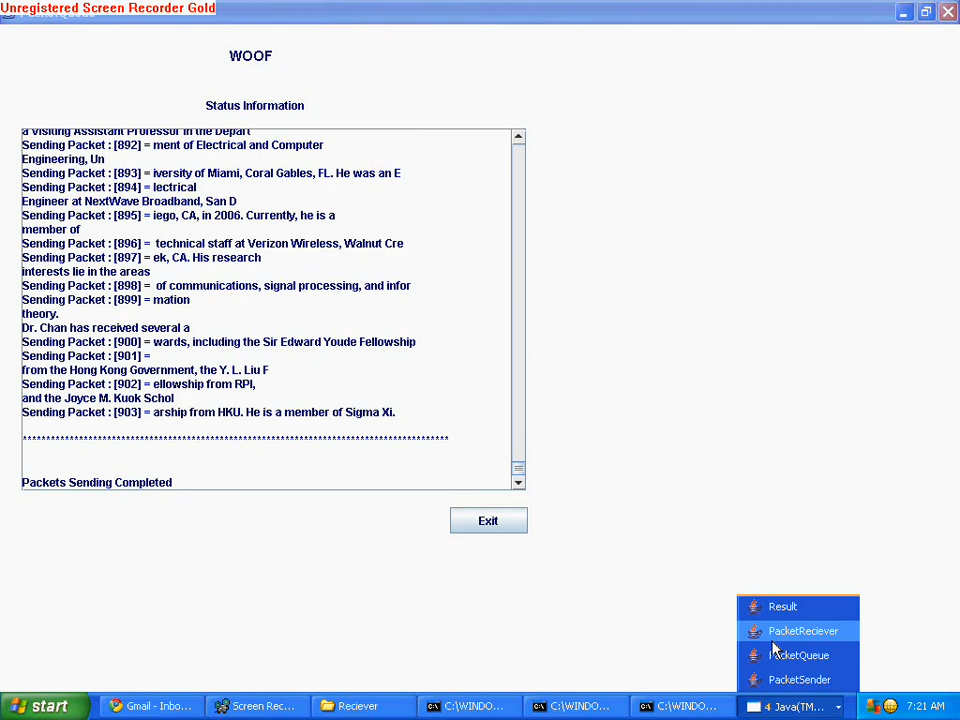 Unregistered Screen Recorder Gold
PacketQueue
WOOF
Status Information
a Visiting Assistant Professor in the Depart
Sending Packet : [892] = ment of Electrical and Computer
Engineering, Un
Sending Packet : [893] = iversity of Miami, Coral Gables, FL. He was an E
Sending Packet : [894] = lectrical
Engineer at NextWave Broadband, San D
Sending Packet : [895] = iego, CA, in 2006. Currently, he is a
member of
Sending Packet : [896] =  technical staff at Verizon Wireless, Walnut Cre
Sending Packet : [897] = ek, CA. His research
interests lie in the areas
Sending Packet : [898] =  of communications, signal processing, and infor
Sending Packet : [899] = mation
theory.
Dr. Chan has received several a
Sending Packet : [900] = wards, including the Sir Edward Youde Fellowship
Sending Packet : [901] =
from the Hong Kong Government, the Y. L. Liu F
Sending Packet : [902] = ellowship from RPI,
and the Joyce M. Kuok Schol
Sending Packet : [903] = arship from HKU. He is a member of Sigma Xi.
*****************************************************************************************
Packets Sending Completed
Exit
Result
PacketReciever
PacketQueue
PacketSender
start
Gmail - Inbo...
Screen Rec...
Reciever
C:\WINDO...
C:\WINDO...
C:\WINDO...
4 Java(TM...
7:21 AM